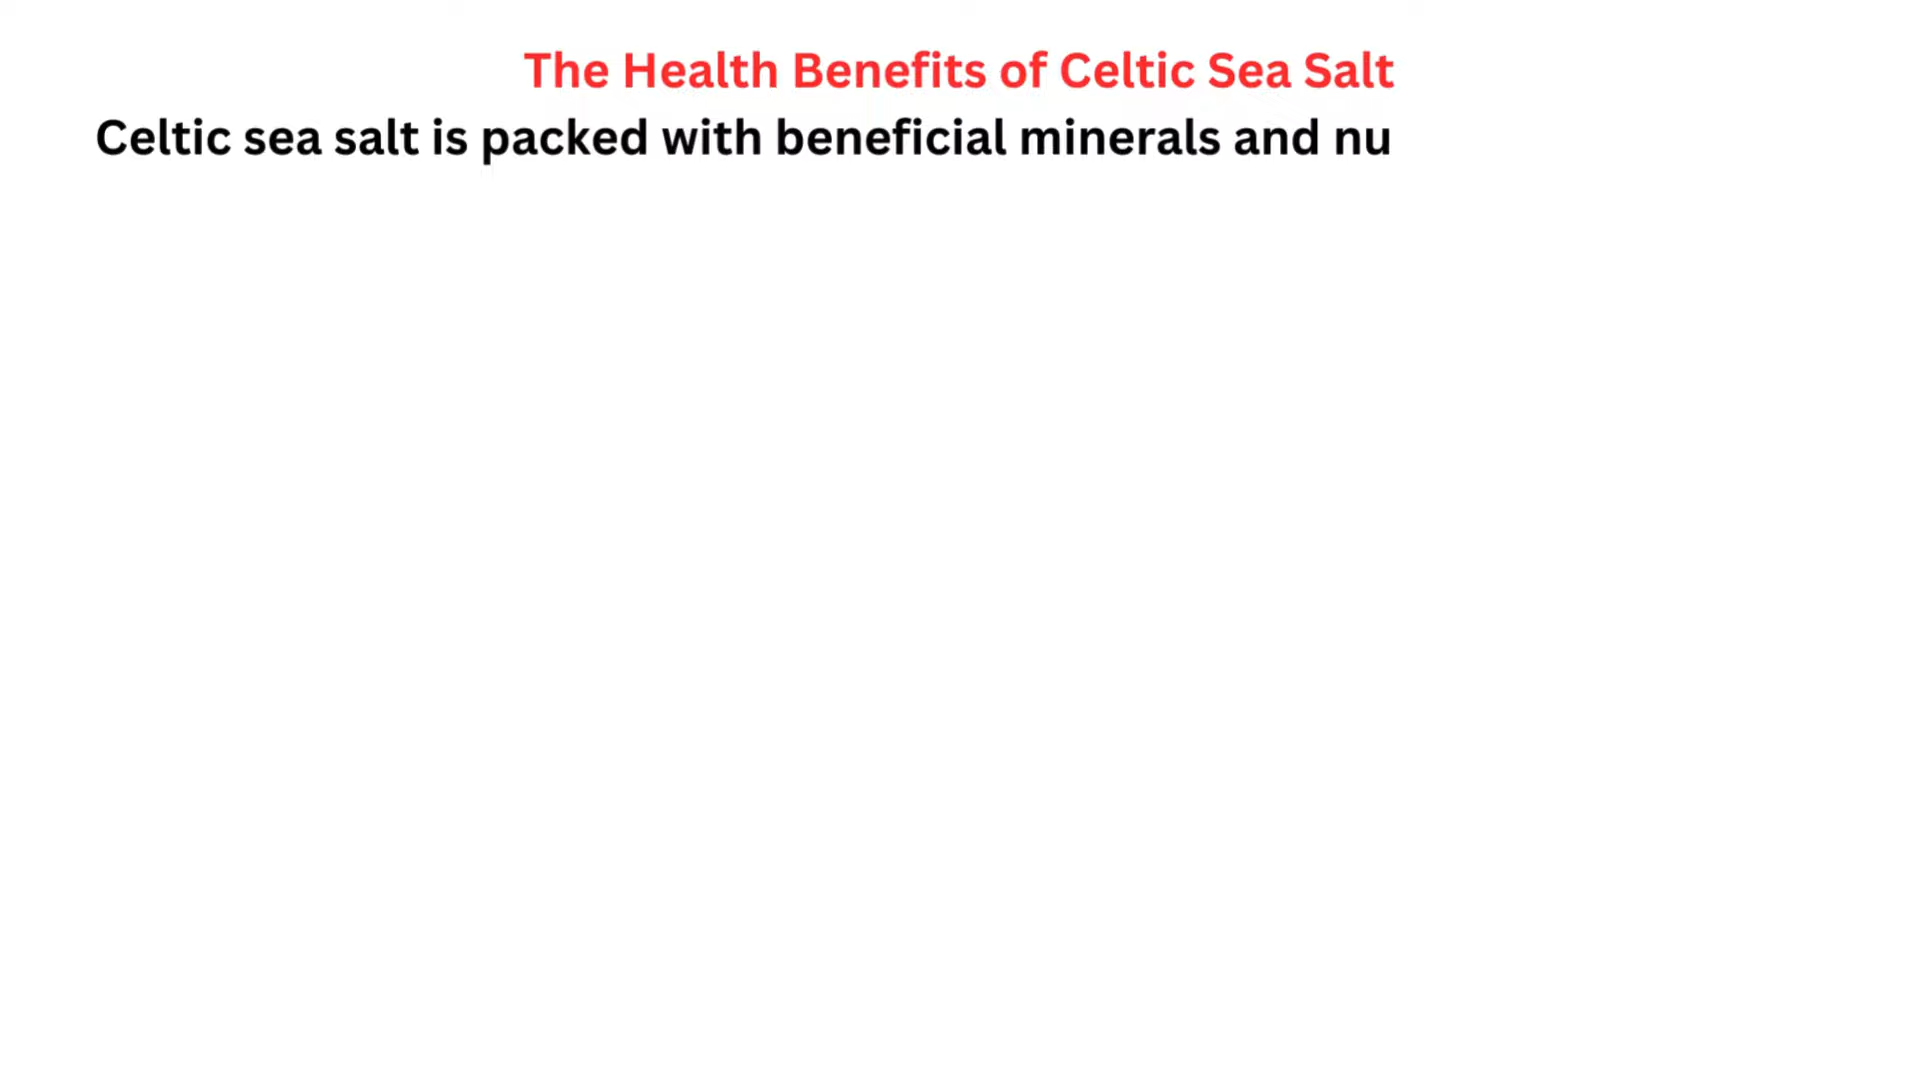 The Health Benefits of Celtic Sea Salt
Celtic sea salt is packed with beneficial minerals and nu